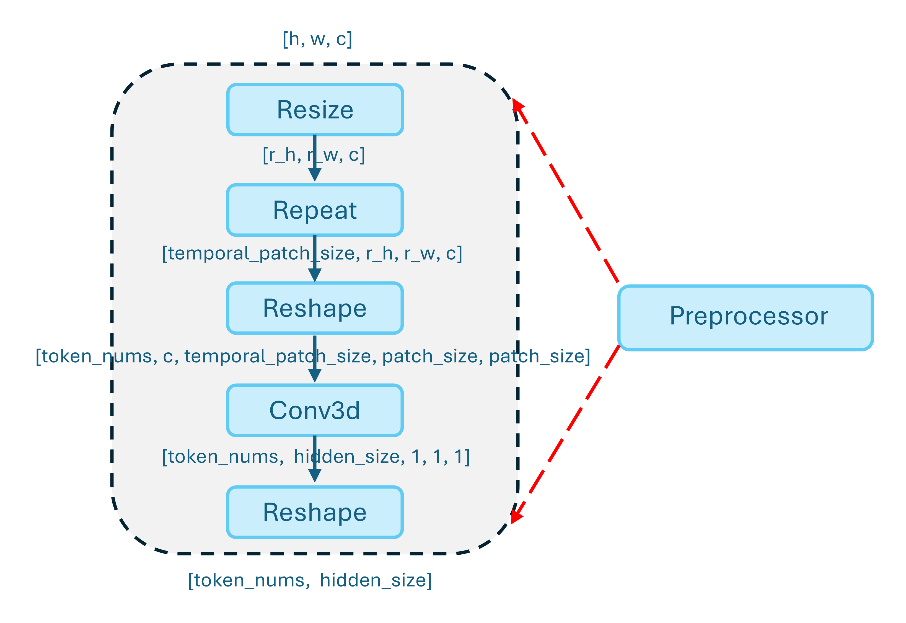 [h, w, c]
Resize
[r_h, r_w, c]
Repeat
[temporal_patch_size, r_h, r_w, c]
Reshape
Preprocessor
[token_nums, c, temporal_patch_size, patch_size, patch_size]
Conv3d
[token_nums, hidden_size, 1, 1, 1]
Reshape
[token_nums, hidden_size]